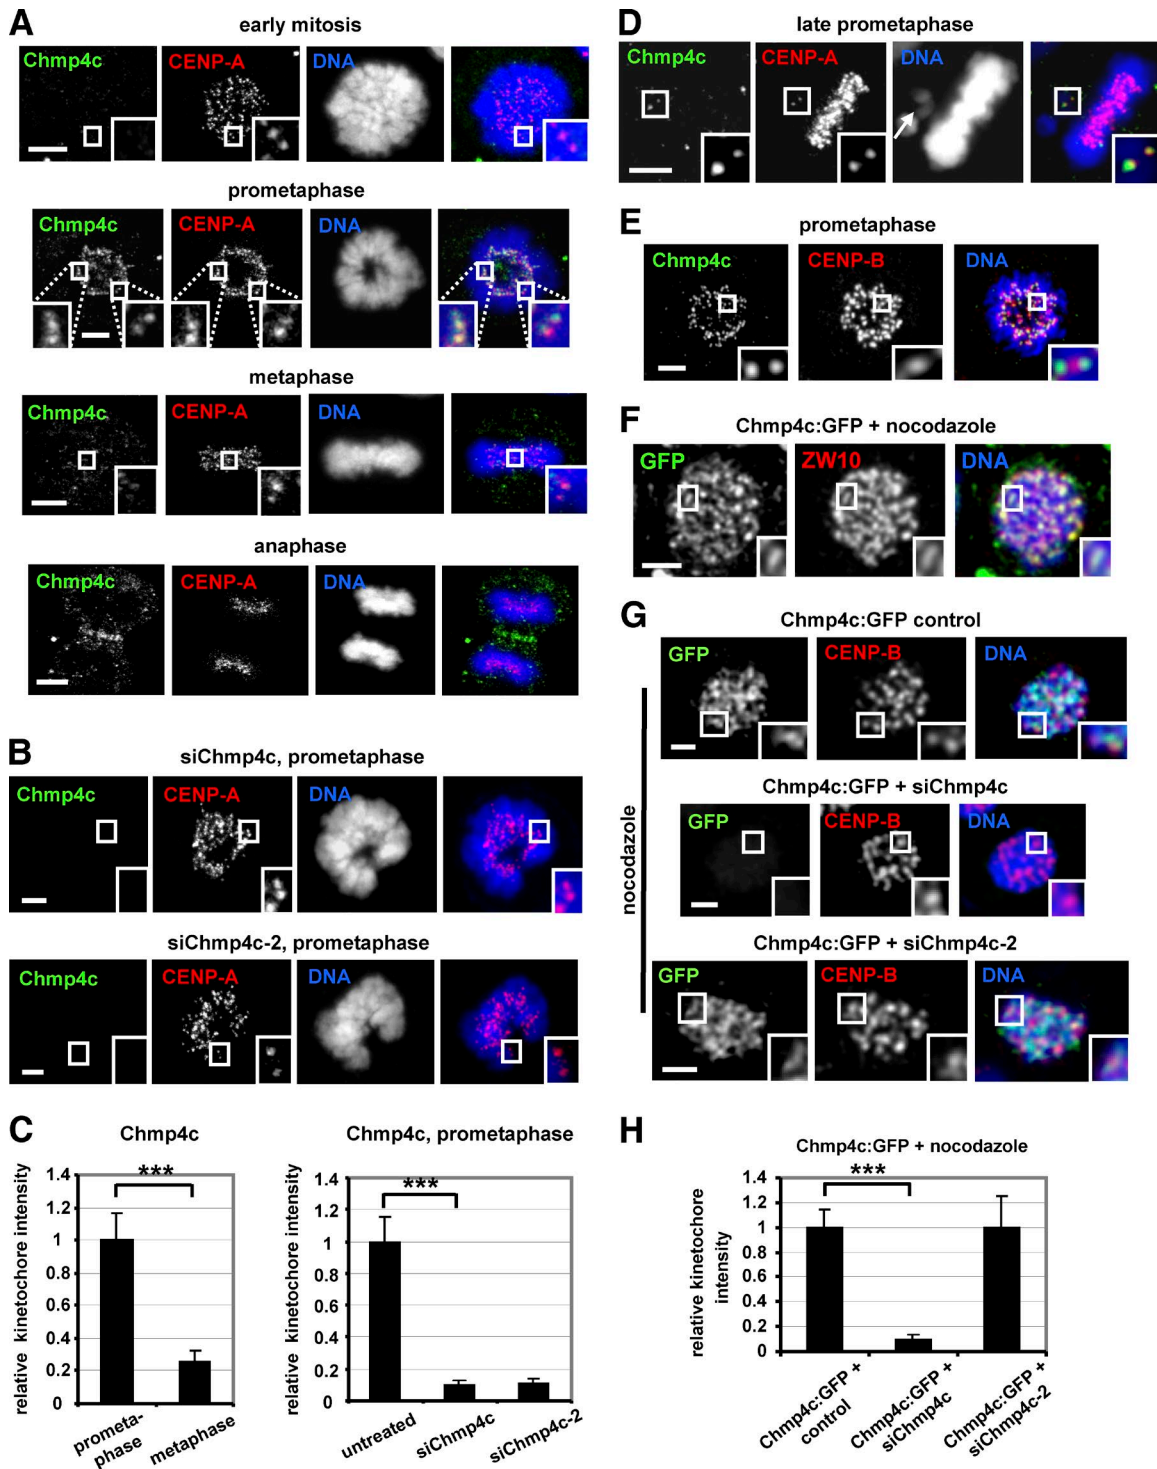 A
early mitosis
Chmp4c CENP-A DNA
prometaphase
Chmp4c CENP-A DNA
metaphase
Chmp4c CENP-A DNA
anaphase
Chmp4c CENP-A DNA
B
siChmp4c, prometaphase
Chmp4c CENP-A DNA
siChmp4c-2, prometaphase
Chmp4c CENP-A DNA
C
Chmp4c
relative kinetochore intensity
1.4
1.2
1
0.8
0.6
0.4
0.2
0
***
prometa-
phase
metaphase
Chmp4c, prometaphase
relative kinetochore intensity
1.4
1.2
1
0.8
0.6
0.4
0.2
0
***
untreated
siChmp4c
siChmp4c-2
D
late prometaphase
Chmp4c CENP-A DNA
E
prometaphase
Chmp4c CENP-B DNA
F
Chmp4c:GFP + nocodazole
GFP ZW10 DNA
G
nocodazole
Chmp4c:GFP control
GFP CENP-B DNA
Chmp4c:GFP + siChmp4c
GFP CENP-B DNA
Chmp4c:GFP + siChmp4c-2
GFP CENP-B DNA
H
Chmp4c:GFP + nocodazole
relative kinetochore
intensity
1.4
1.2
1
0.8
0.6
0.4
0.2
0
***
Chmp4c:GFP +
control
Chmp4c:GFP +
siChmp4c
Chmp4c:GFP +
siChmp4c-2